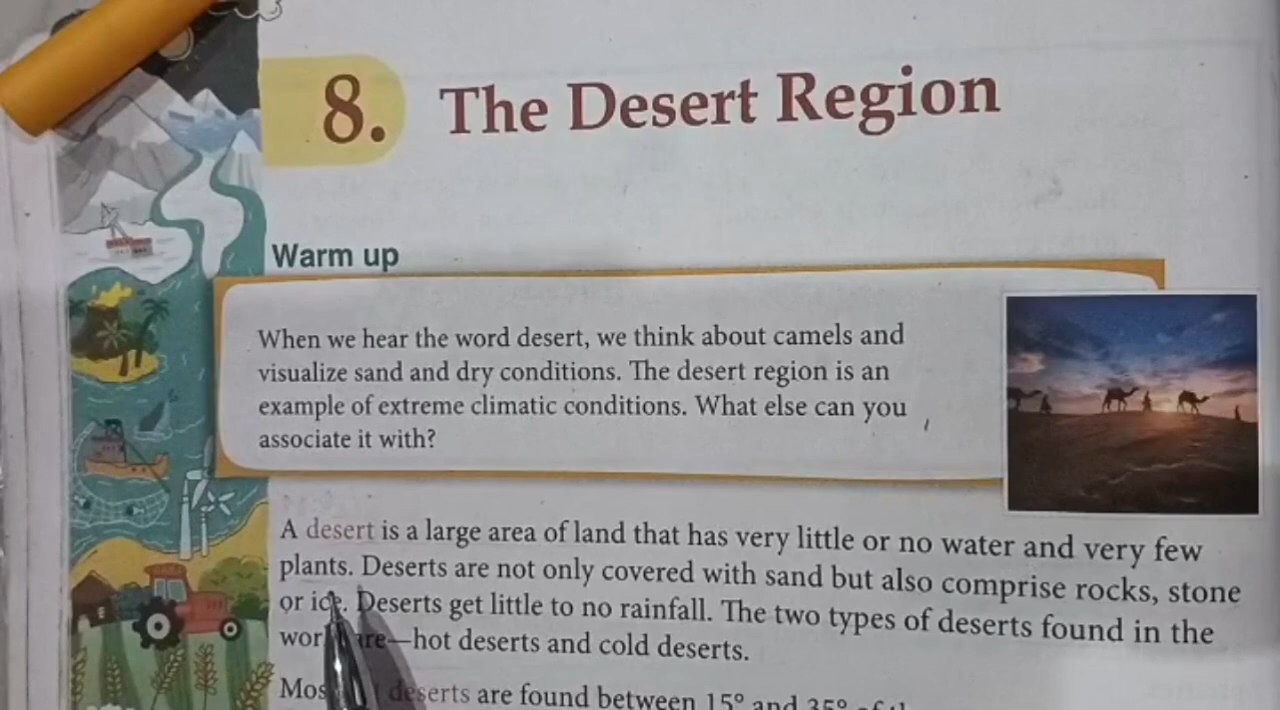 8. The Desert Region
Warm up
When we hear the word desert, we think about camels and
visualize sand and dry conditions. The desert region is an
example of extreme climatic conditions. What else can you
associate it with?
A desert is a large area of land that has very little or no water and very few
plants. Deserts are not only covered with sand but also comprise rocks, stone
or Deserts get little to no rainfall. The two types of deserts found in the
—hot deserts and cold deserts.
deserts are found between 15° and 35°